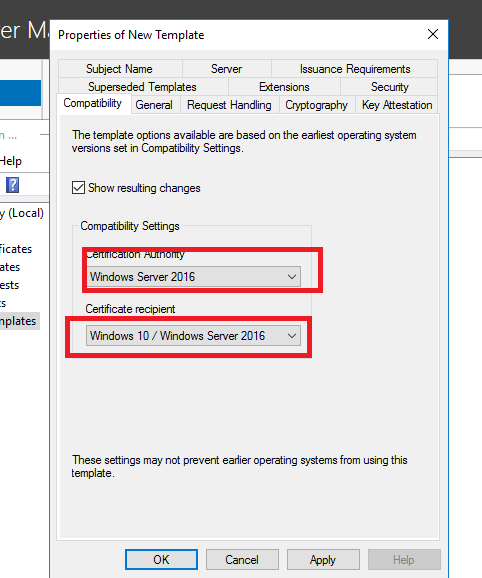 er Ma
Properties of New Template
Subject Name Server Issuance Requirements
Superseded Templates Extensions Security
Compatibility General Request Handling Cryptography Key Attestation
The template options available are based on the earliest operating system
versions set in Compatibility Settings.
Show resulting changes
Compatibility Settings
Certification Authority
Windows Server 2016
Certificate recipient
Windows 10 / Windows Server 2016
These settings may not prevent earlier operating systems from using this
template.
OK Cancel Apply Help
n ...
Help
y (Local)
icates
ates
ests
ts
mplates